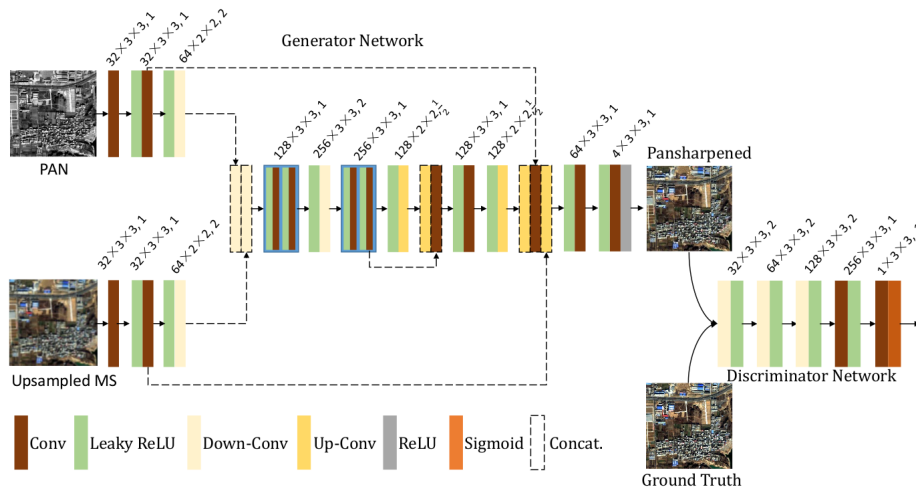 Generator Network
32×3×3, 1
32×3×3, 1
64×2×2, 2
PAN
32×3×3, 1
32×3×3, 1
64×2×2, 2
Upsampled MS
128×3×3, 1
256×3×3, 2
256×3×3, 1
128×2×2, 1/2
128×3×3, 1
128×2×2, 1/2
64×3×3, 1
4×3×3, 1
Pansharpened
32×3×3, 2
64×3×3, 2
128×3×3, 2
256×3×3, 1
1×3×3, 1
Discriminator Network
Ground Truth
Conv
Leaky ReLU
Down-Conv
Up-Conv
ReLU
Sigmoid
Concat.